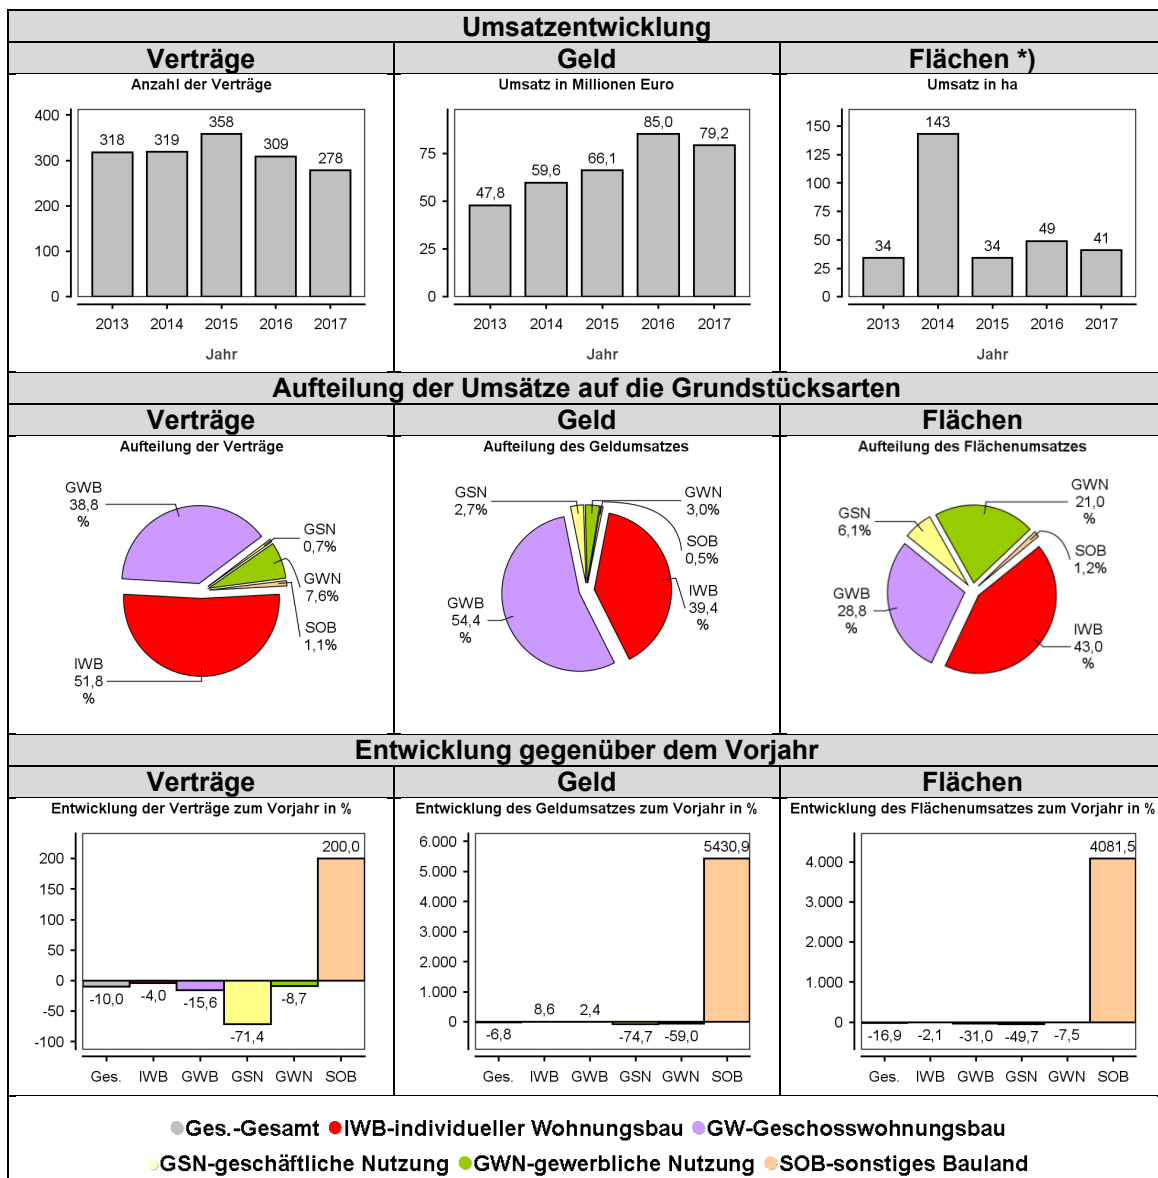 Umsatzentwicklung
Verträge
Geld
Flächen *)
Anzahl der Verträge
400
300
200
100
0
318
319
358
309
278
2013
2014
2015
2016
2017
Jahr
Umsatz in Millionen Euro
75
50
25
0
47,8
59,6
66,1
85,0
79,2
2013
2014
2015
2016
2017
Jahr
Umsatz in ha
150
125
100
75
50
25
0
34
143
34
49
41
2013
2014
2015
2016
2017
Jahr
Aufteilung der Umsätze auf die Grundstücksarten
Verträge
Geld
Flächen
Aufteilung der Verträge
GWB
38,8
%
GSN
0,7%
GWN
7,6%
SOB
1,1%
IWB
51,8
%
Aufteilung des Geldumsatzes
GSN
2,7%
GWN
3,0%
SOB
0,5%
IWB
39,4
%
GWB
54,4
%
Aufteilung des Flächenumsatzes
GWN
21,0
%
GSN
6,1%
SOB
1,2%
GWB
28,8
%
IWB
43,0
%
Entwicklung gegenüber dem Vorjahr
Verträge
Geld
Flächen
Entwicklung der Verträge zum Vorjahr in %
200
150
100
50
0
-50
-100
-10,0
-4,0
-15,6
-71,4
-8,7
200,0
Ges.
IWB
GWB
GSN
GWN
SOB
Entwicklung des Geldumsatzes zum Vorjahr in %
6.000
5.000
4.000
3.000
2.000
1.000
0
-6,8
8,6
2,4
-74,7
-59,0
5430,9
Ges.
IWB
GWB
GSN
GWN
SOB
Entwicklung des Flächenumsatzes zum Vorjahr in %
4.000
3.000
2.000
1.000
0
-16,9
-2,1
-31,0
-49,7
-7,5
4081,5
Ges.
IWB
GWB
GSN
GWN
SOB
Ges.-Gesamt IWB-individueller Wohnungsbau GW-Geschosswohnungsbau
GSN-geschäftliche Nutzung GWN-gewerbliche Nutzung SOB-sonstiges Bauland